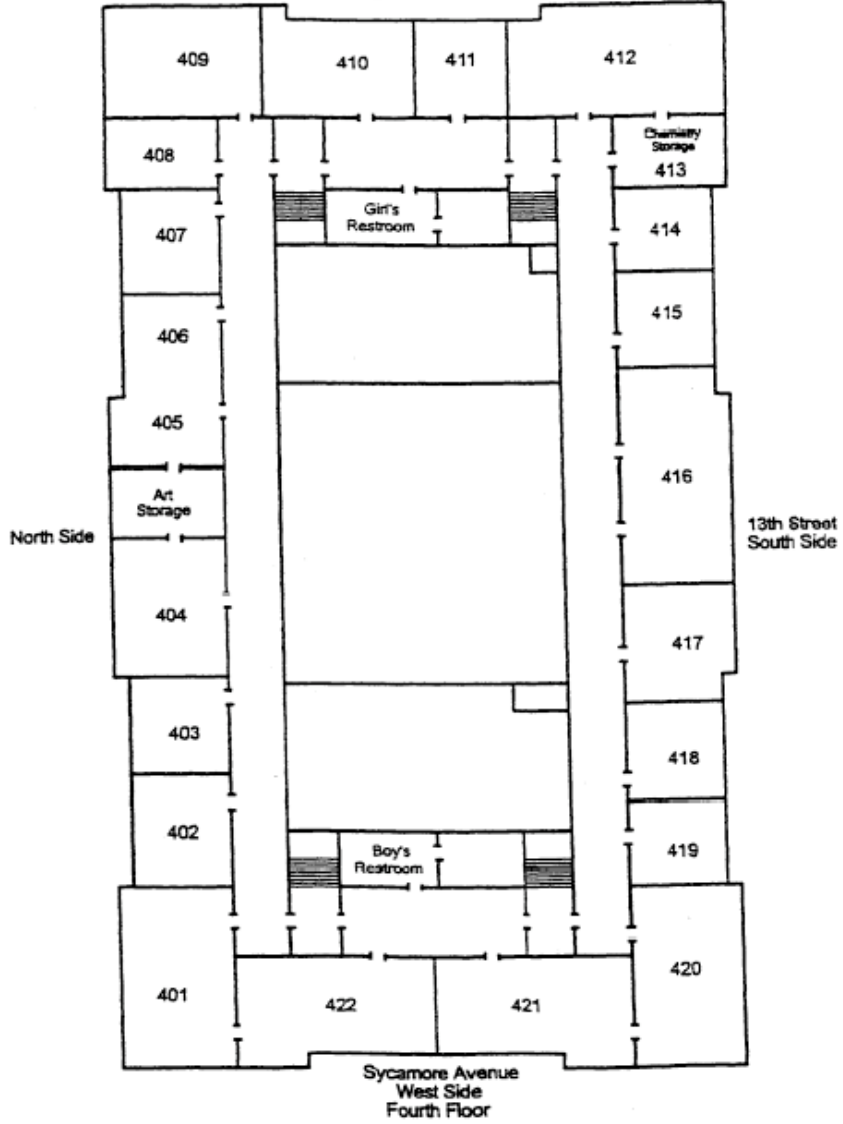 409
410
411
412
408
Chemistry
Storage
413
407
Girl's
Restroom
414
406
415
405
416
Art
Storage
North Side
13th Street
South Side
404
417
403
418
402
Boy's
Restroom
419
401
422
421
420
Sycamore Avenue
West Side
Fourth Floor